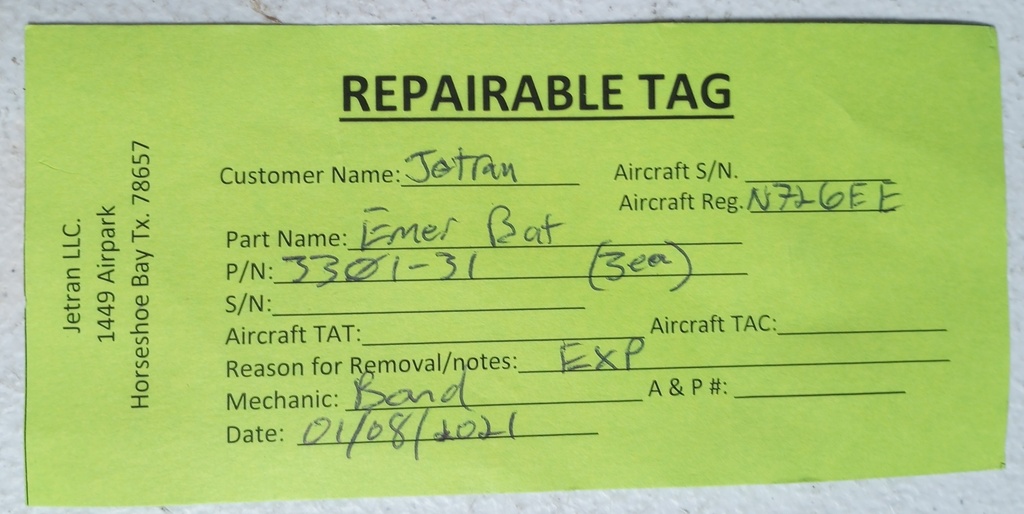 REPAIRABLE TAG
Jetran LLC.
1449 Airpark
Horseshoe Bay Tx. 78657
Customer Name: Jetran Aircraft S/N.
Aircraft Reg. N726EE
Part Name: Emer Bat
P/N: 3301-31 (3ea)
S/N:
Aircraft TAT: Aircraft TAC:
Reason for Removal/notes: EXP
Mechanic: Bond A & P #:
Date: 01/08/2021